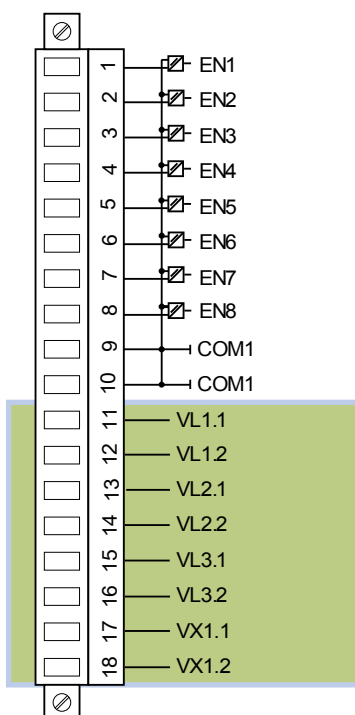 1 EN1
2 EN2
3 EN3
4 EN4
5 EN5
6 EN6
7 EN7
8 EN8
9 COM1
10 COM1
11 VL1.1
12 VL1.2
13 VL2.1
14 VL2.2
15 VL3.1
16 VL3.2
17 VX1.1
18 VX1.2